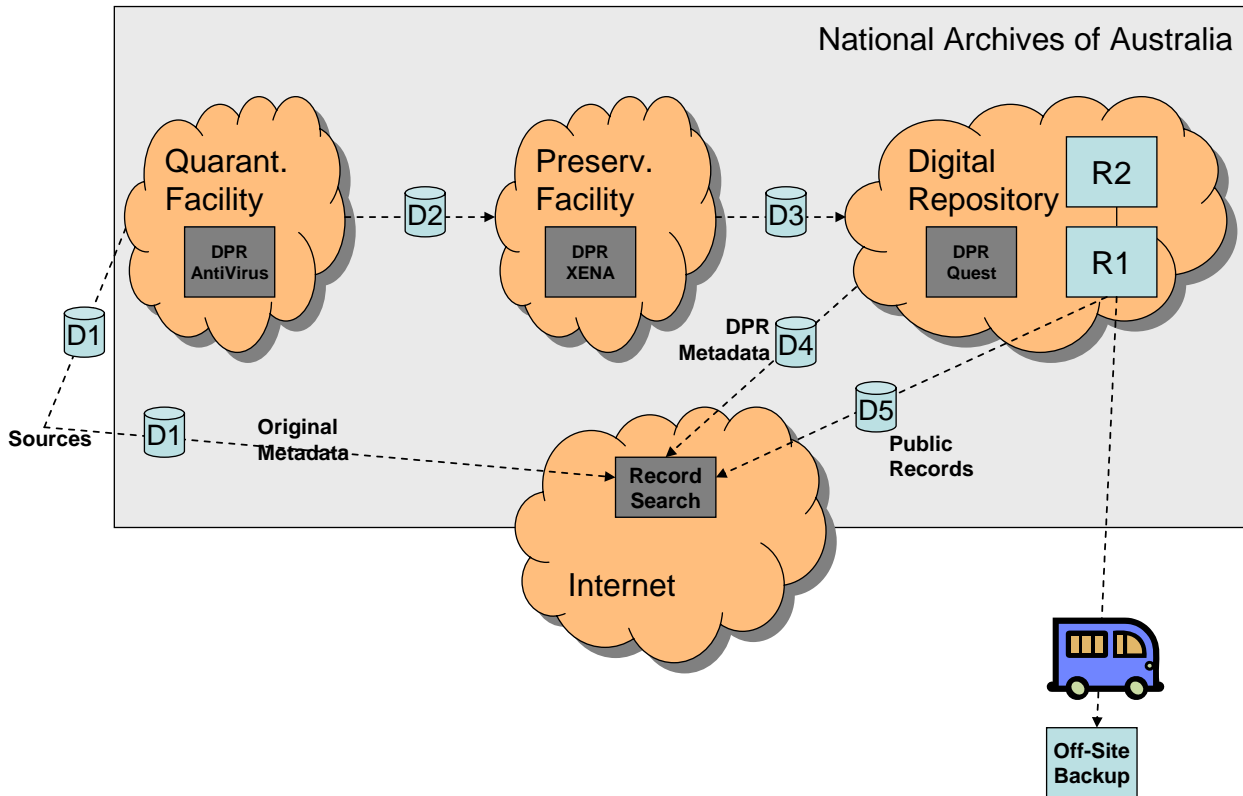 National Archives of Australia
Quarant.
Facility
DPR
AntiVirus
D2
Preserv.
Facility
DPR
XENA
D3
Digital
Repository
DPR
Quest
R2
R1
D1
Sources
D1
Original
Metadata
DPR
Metadata
D4
D5
Public
Records
Record
Search
Internet
Off-Site
Backup